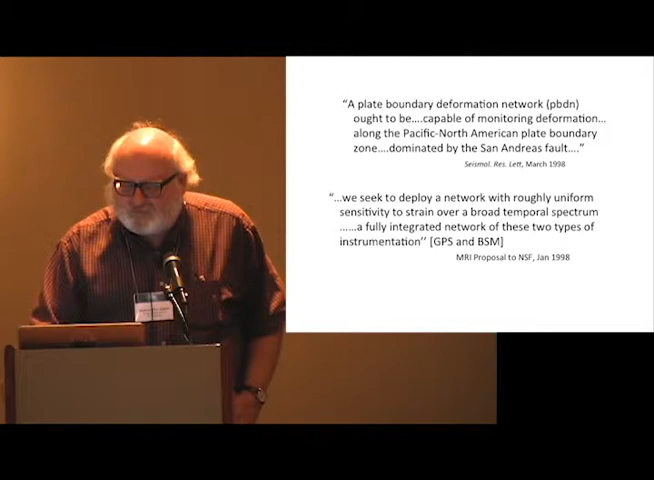 “A plate boundary deformation network (pbdn)
ought to be....capable of monitoring deformation...
along the Pacific-North American plate boundary
zone....dominated by the San Andreas fault....”
Seismol. Res. Lett, March 1998
“...we seek to deploy a network with roughly uniform
sensitivity to strain over a broad temporal spectrum
......a fully integrated network of these two types of
instrumentation’’ [GPS and BSM]
MRI Proposal to NSF, Jan 1998